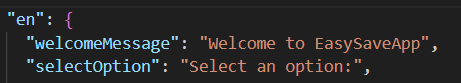 "en": {
"welcomeMessage": "Welcome to EasySaveApp",
"selectOption": "Select an option:",